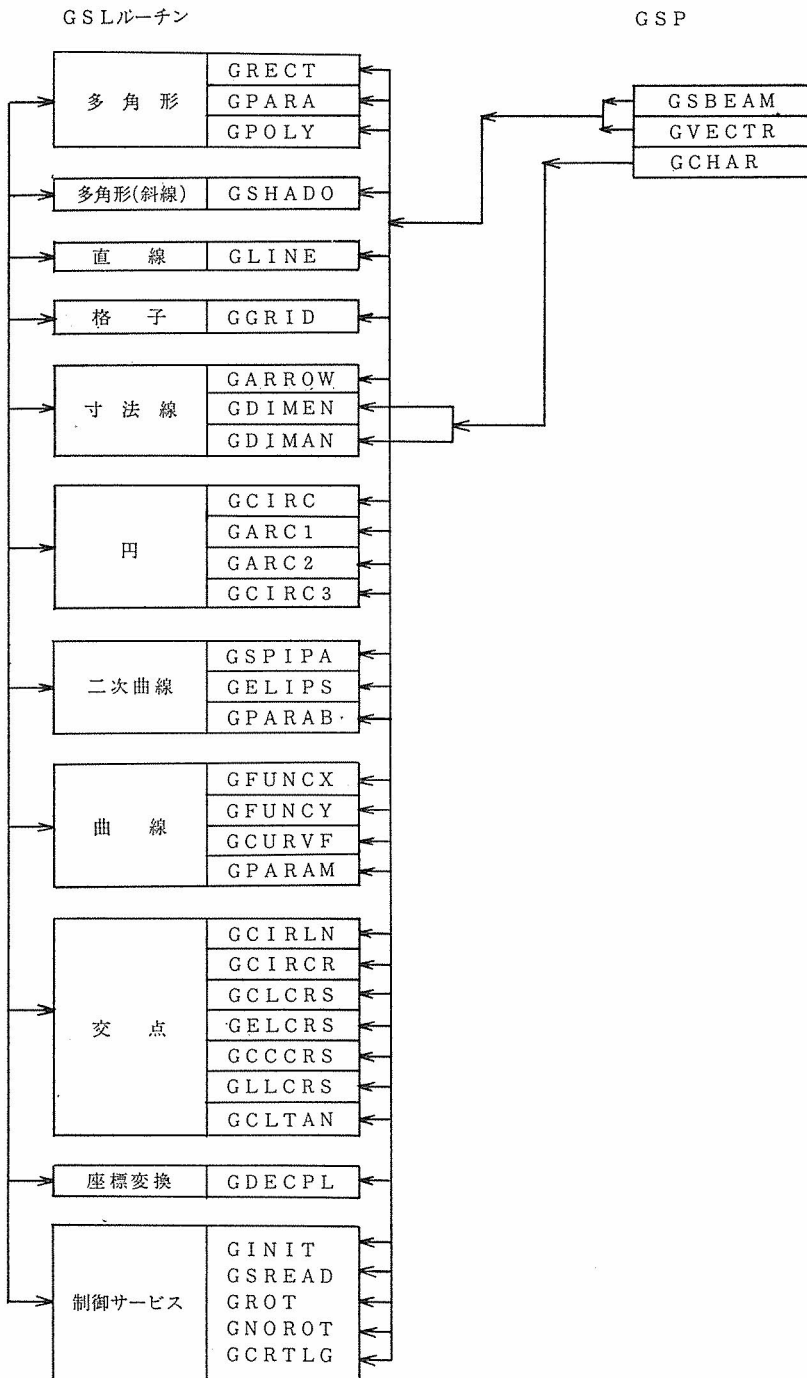 GSLルーチン
GSP
多角形
GRECT
GPARA
GPOLY
GSBEAM
GVECTR
GCHAR
多角形(斜線)
GSHADO
直線
GLINE
格子
GGRID
寸法線
GARROW
GDIMEN
GDIMAN
円
GCIRC
GARC1
GARC2
GCIRC3
二次曲線
GSPIPA
GELIPS
GPARAB
曲線
GFUNCX
GFUNCY
GCURVF
GPARAM
交点
GCIRLN
GCIRCR
GCLCRS
GELCRS
GCCCRS
GLLCRS
GCLTAN
座標変換
GDECPL
制御サービス
GINIT
GSREAD
GROT
GNOROT
GCRTLG